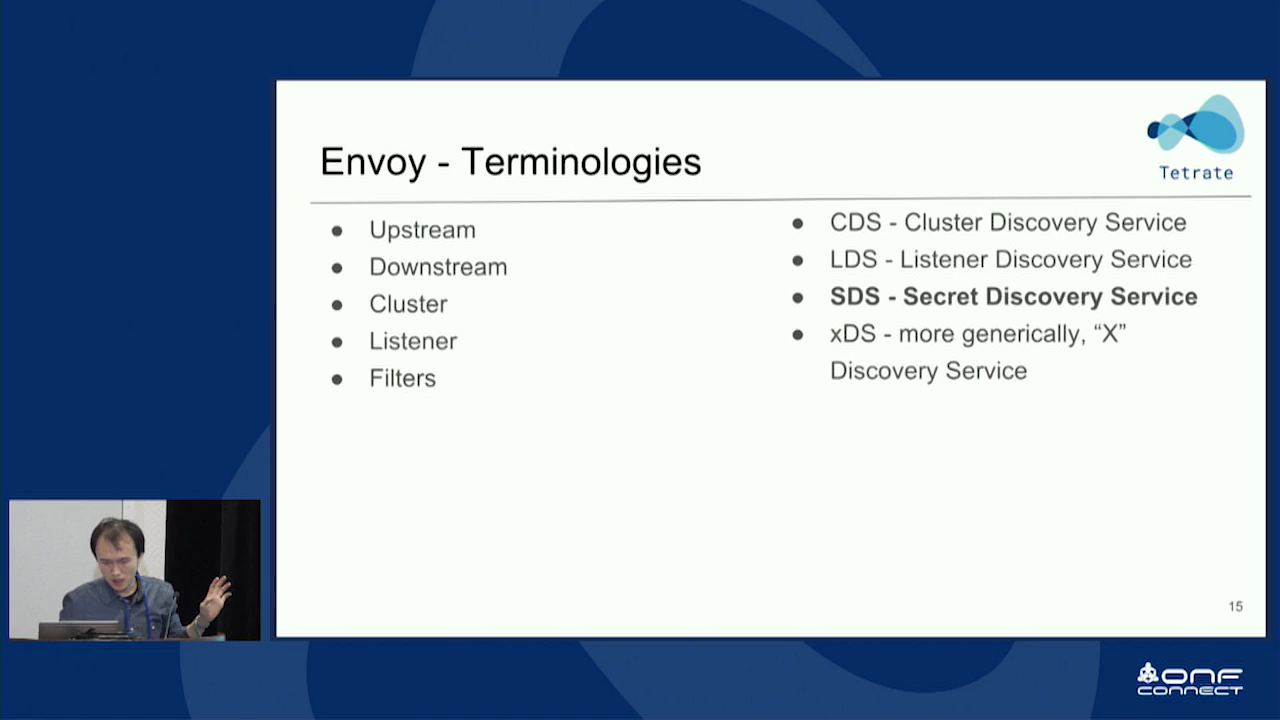 Tetrate
Envoy - Terminologies
● Upstream
● Downstream
● Cluster
● Listener
● Filters
● CDS - Cluster Discovery Service
● LDS - Listener Discovery Service
● SDS - Secret Discovery Service
● xDS - more generically, “X”
Discovery Service
15
ONF
CONNECT